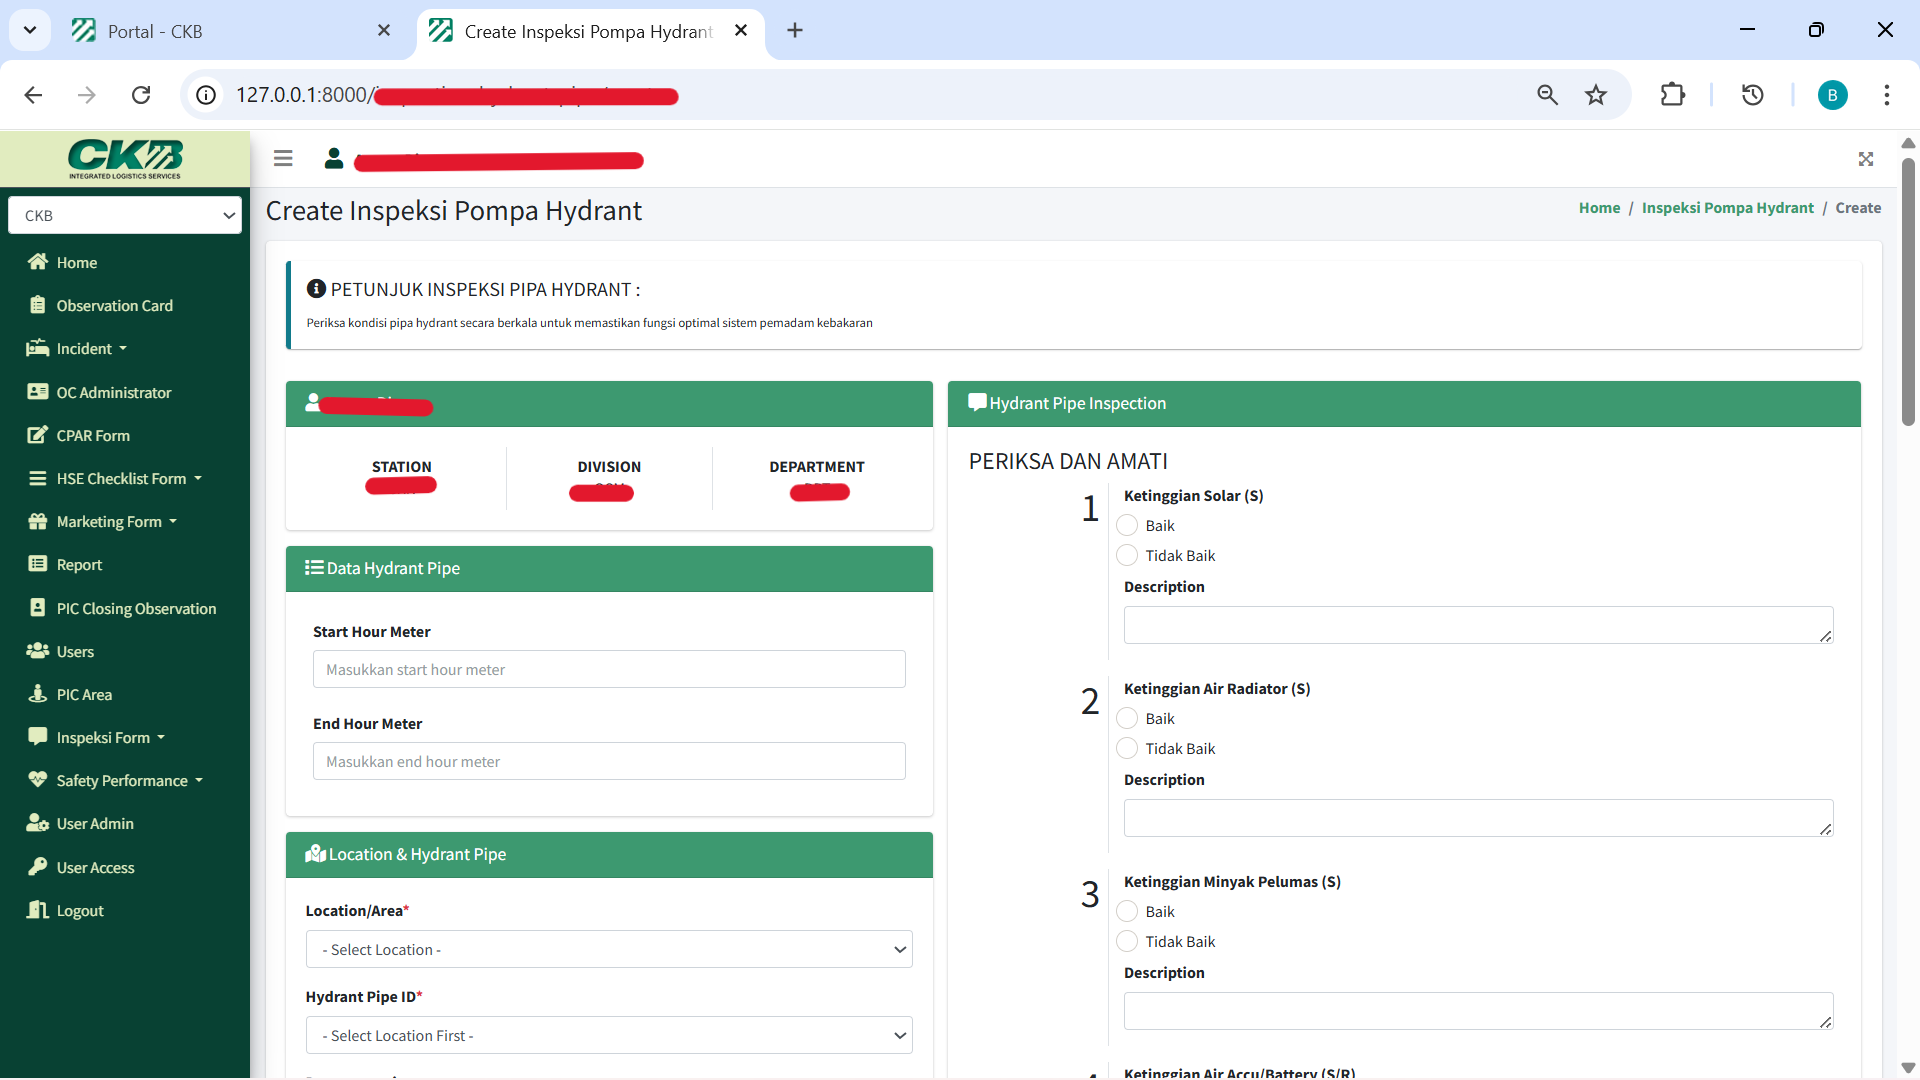 Portal - CKB
Create Inspeksi Pompa Hydrant
127.0.0.1:8000/
B
CKB
INTEGRATED LOGISTICS SERVICES
CKB
Home
Observation Card
Incident
OC Administrator
CPAR Form
HSE Checklist Form
Marketing Form
Report
PIC Closing Observation
Users
PIC Area
Inspeksi Form
Safety Performance
User Admin
User Access
Logout
Create Inspeksi Pompa Hydrant
Home / Inspeksi Pompa Hydrant / Create
PETUNJUK INSPEKSI PIPA HYDRANT :
Periksa kondisi pipa hydrant secara berkala untuk memastikan fungsi optimal sistem pemadam kebakaran
STATION
DIVISION
DEPARTMENT
Data Hydrant Pipe
Start Hour Meter
Masukkan start hour meter
End Hour Meter
Masukkan end hour meter
Location & Hydrant Pipe
Location/Area*
- Select Location -
Hydrant Pipe ID*
- Select Location First -
Hydrant Pipe Inspection
PERIKSA DAN AMATI
1
Ketinggian Solar (S)
Baik
Tidak Baik
Description
2
Ketinggian Air Radiator (S)
Baik
Tidak Baik
Description
3
Ketinggian Minyak Pelumas (S)
Baik
Tidak Baik
Description
Ketinggian Air Accu/Battery (S/R)